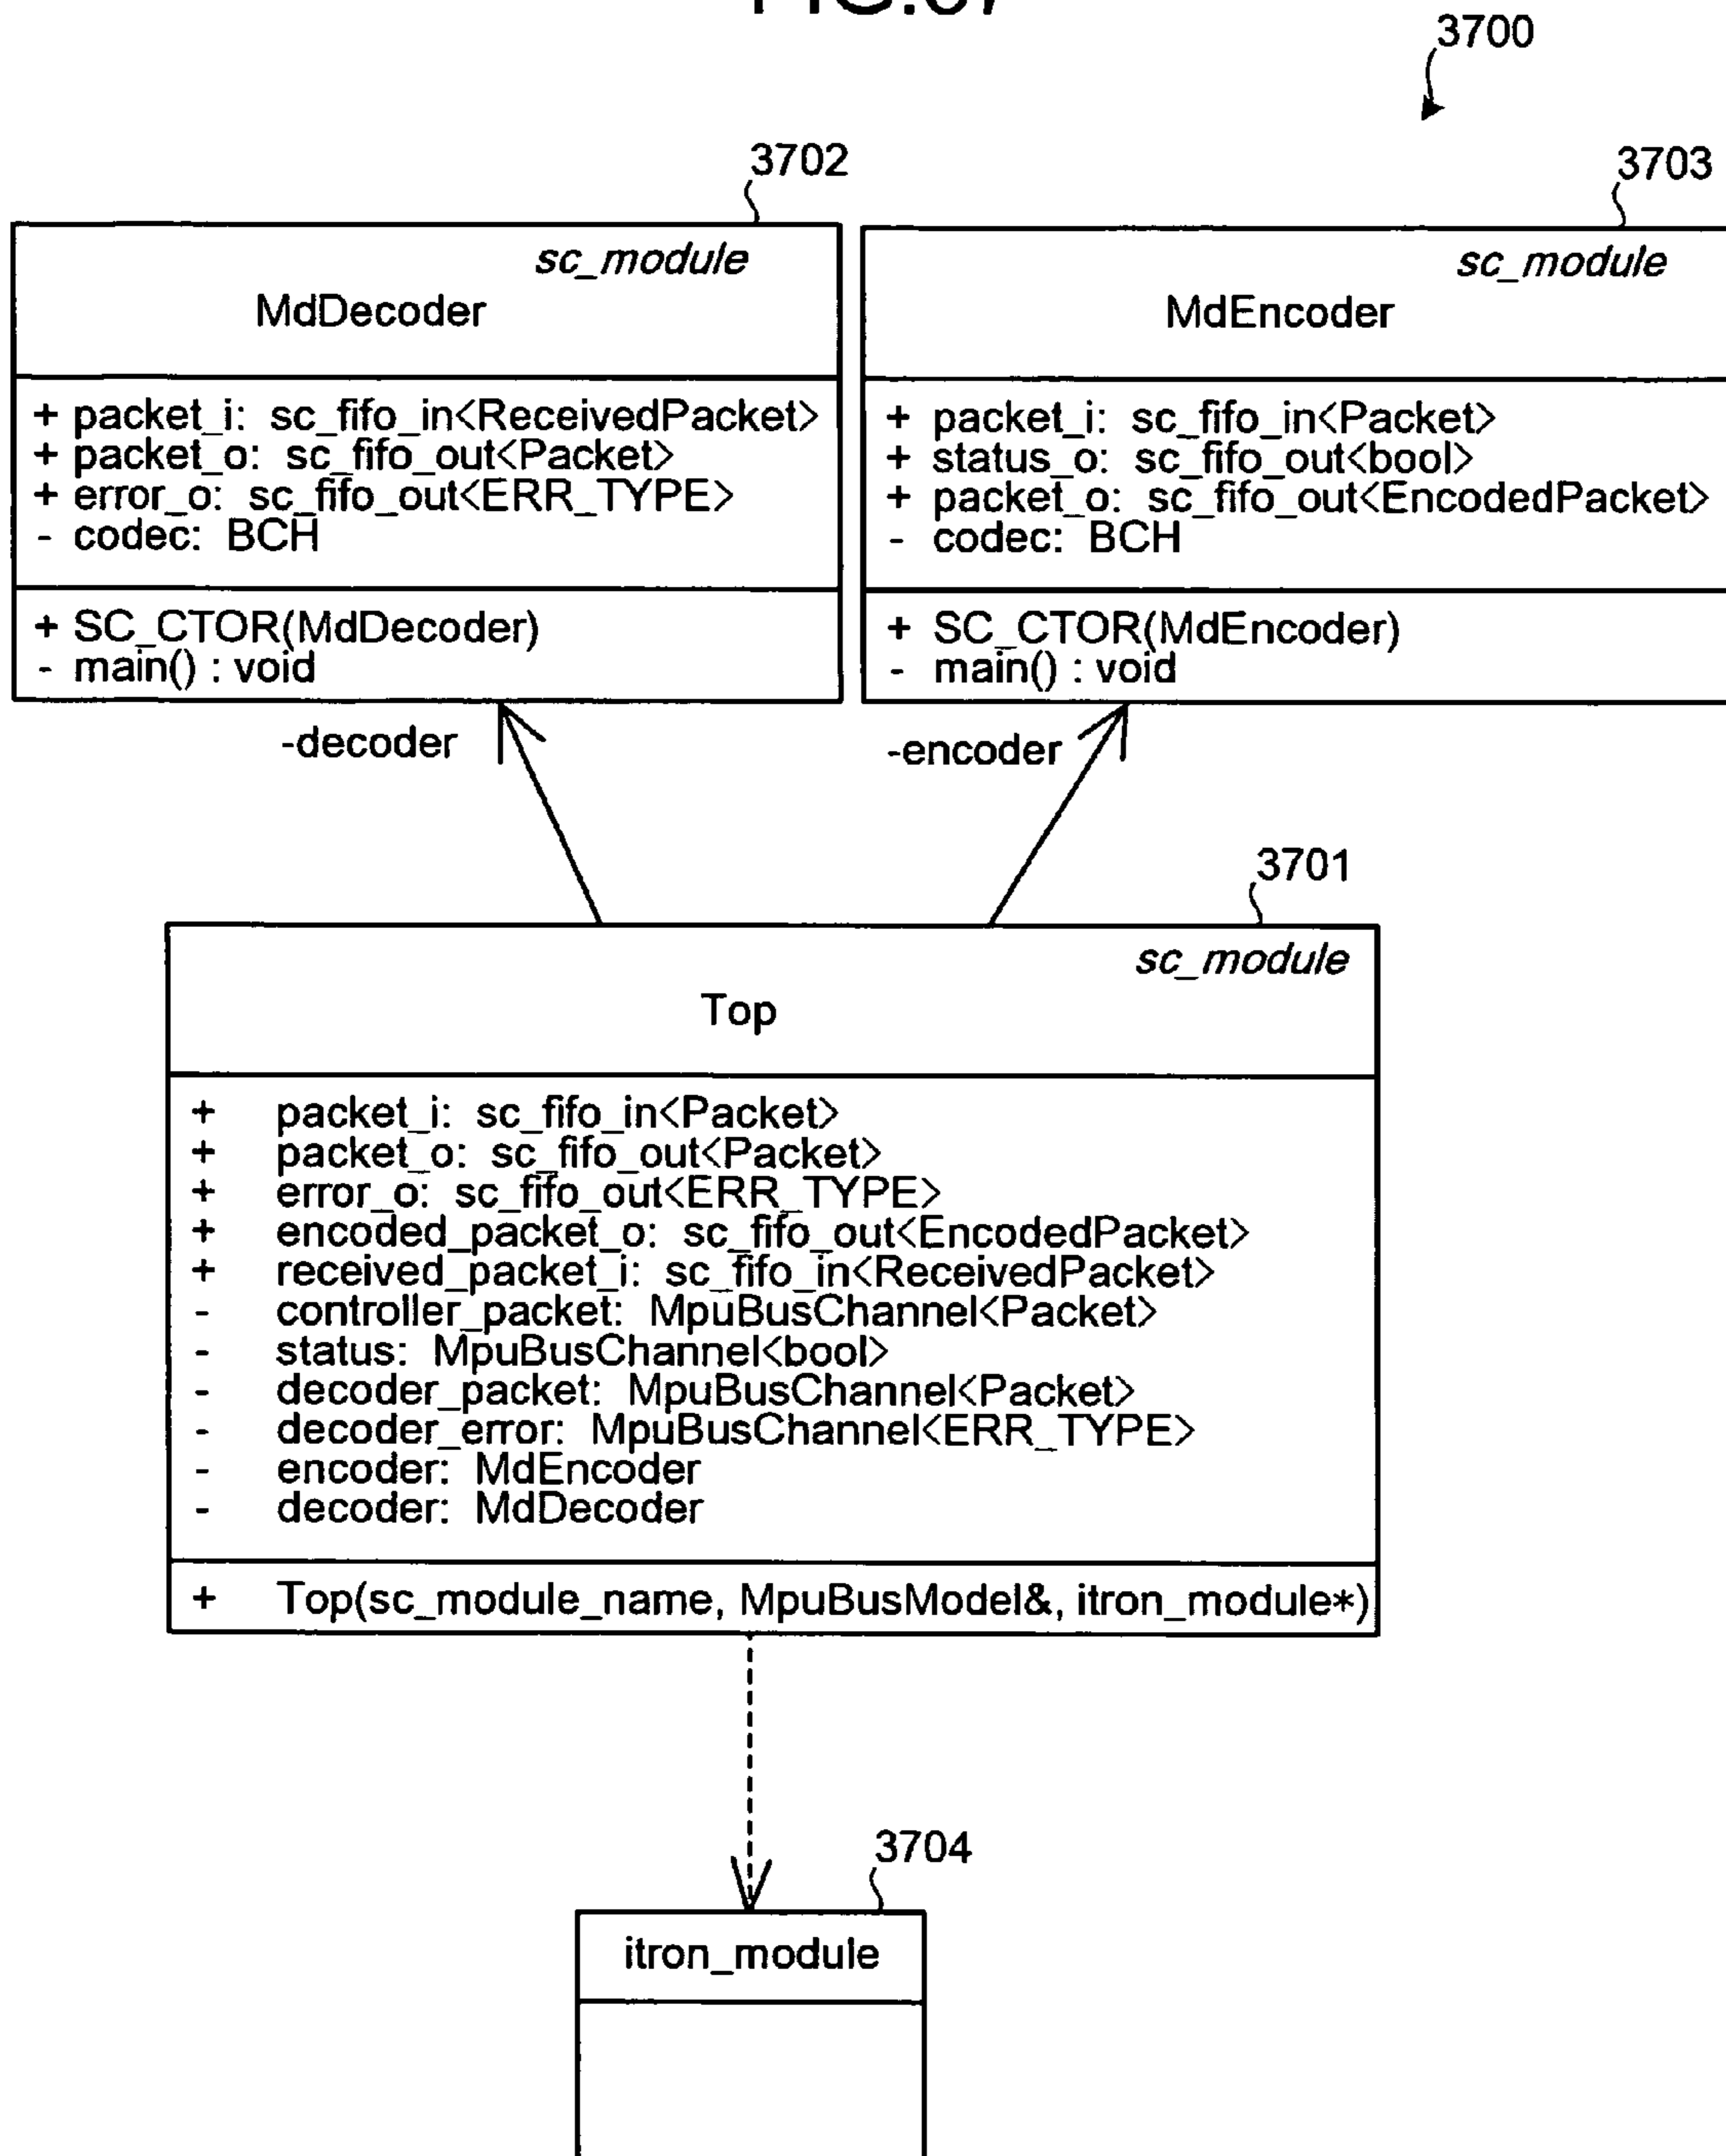 3700
3702
sc_module
MdDecoder
+ packet_i: sc_fifo_in<ReceivedPacket>
+ packet_o: sc_fifo_out<Packet>
+ error_o: sc_fifo_out<ERR_TYPE>
- codec: BCH
+ SC_CTOR(MdDecoder)
- main() : void
3703
sc_module
MdEncoder
+ packet_i: sc_fifo_in<Packet>
+ status_o: sc_fifo_out<bool>
+ packet_o: sc_fifo_out<EncodedPacket>
- codec: BCH
+ SC_CTOR(MdEncoder)
- main() : void
-decoder
-encoder
3701
sc_module
Top
+ packet_i: sc_fifo_in<Packet>
+ packet_o: sc_fifo_out<Packet>
+ error_o: sc_fifo_out<ERR_TYPE>
+ encoded_packet_o: sc_fifo_out<EncodedPacket>
+ received_packet_i: sc_fifo_in<ReceivedPacket>
- controller_packet: MpuBusChannel<Packet>
- status: MpuBusChannel<bool>
- decoder_packet: MpuBusChannel<Packet>
- decoder_error: MpuBusChannel<ERR_TYPE>
- encoder: MdEncoder
- decoder: MdDecoder
+ Top(sc_module_name, MpuBusModel&, itron_module*)
3704
itron_module